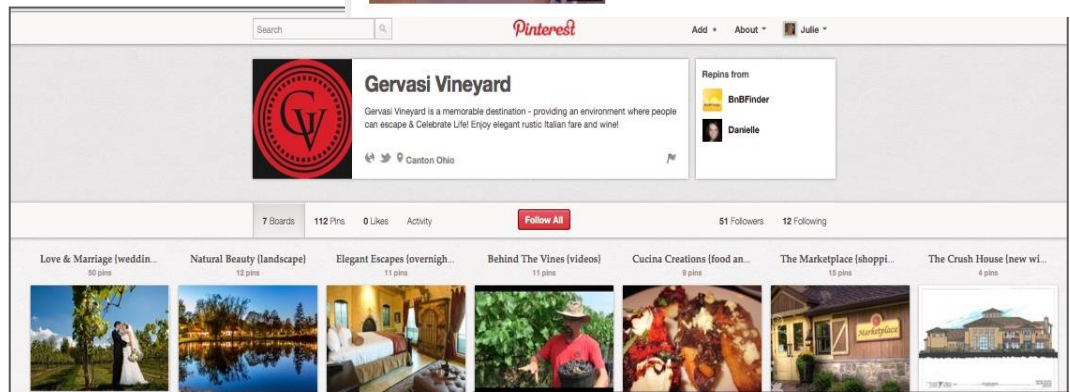 Search
Pinterest
Add +
About
Julie
GV
Gervasi Vineyard
Gervasi Vineyard is a memorable destination - providing an environment where people
can escape & Celebrate Life! Enjoy elegant rustic Italian fare and wine!
Canton Ohio
Repins from
BnBFinder
Danielle
7 Boards
112 Pins
0 Likes
Activity
Follow All
51 Followers
12 Following
Love & Marriage {weddin...
50 pins
Natural Beauty {landscape}
12 pins
Elegant Escapes {overnigh...
11 pins
Behind The Vines {videos}
11 pins
Cucina Creations {food an...
9 pins
The Marketplace {shoppi...
15 pins
The Crush House {new wi...
4 pins
Marketplace